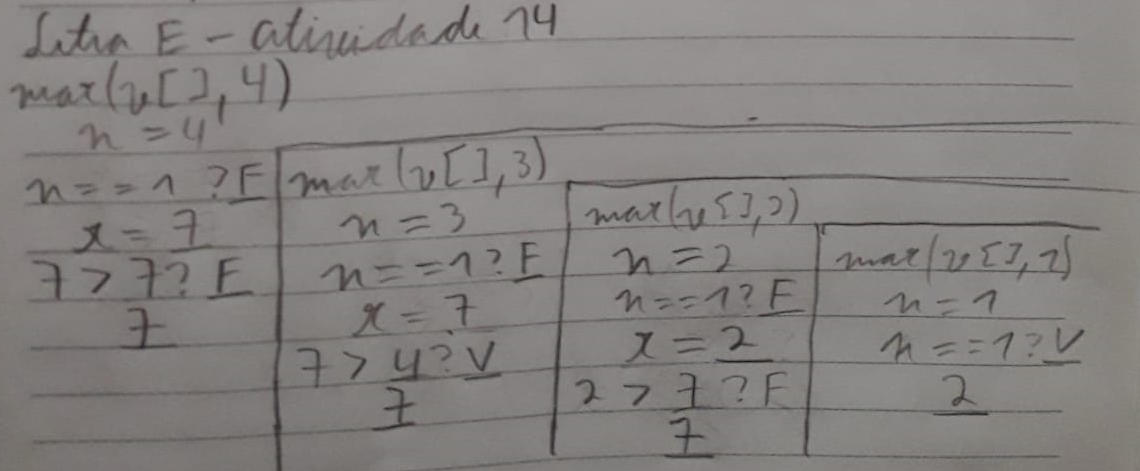 Letra E - atividade 14
max(v[], 4)
n = 4
n == 1 ? F
x = 7
7 > 7 ? F
7
max(v[], 3)
n = 3
n == 1 ? F
x = 7
7 > 4 ? V
7
max(v[], 2)
n = 2
n == 1 ? F
x = 2
2 > 7 ? F
7
max(v[], 1)
n = 1
n == 1 ? V
2